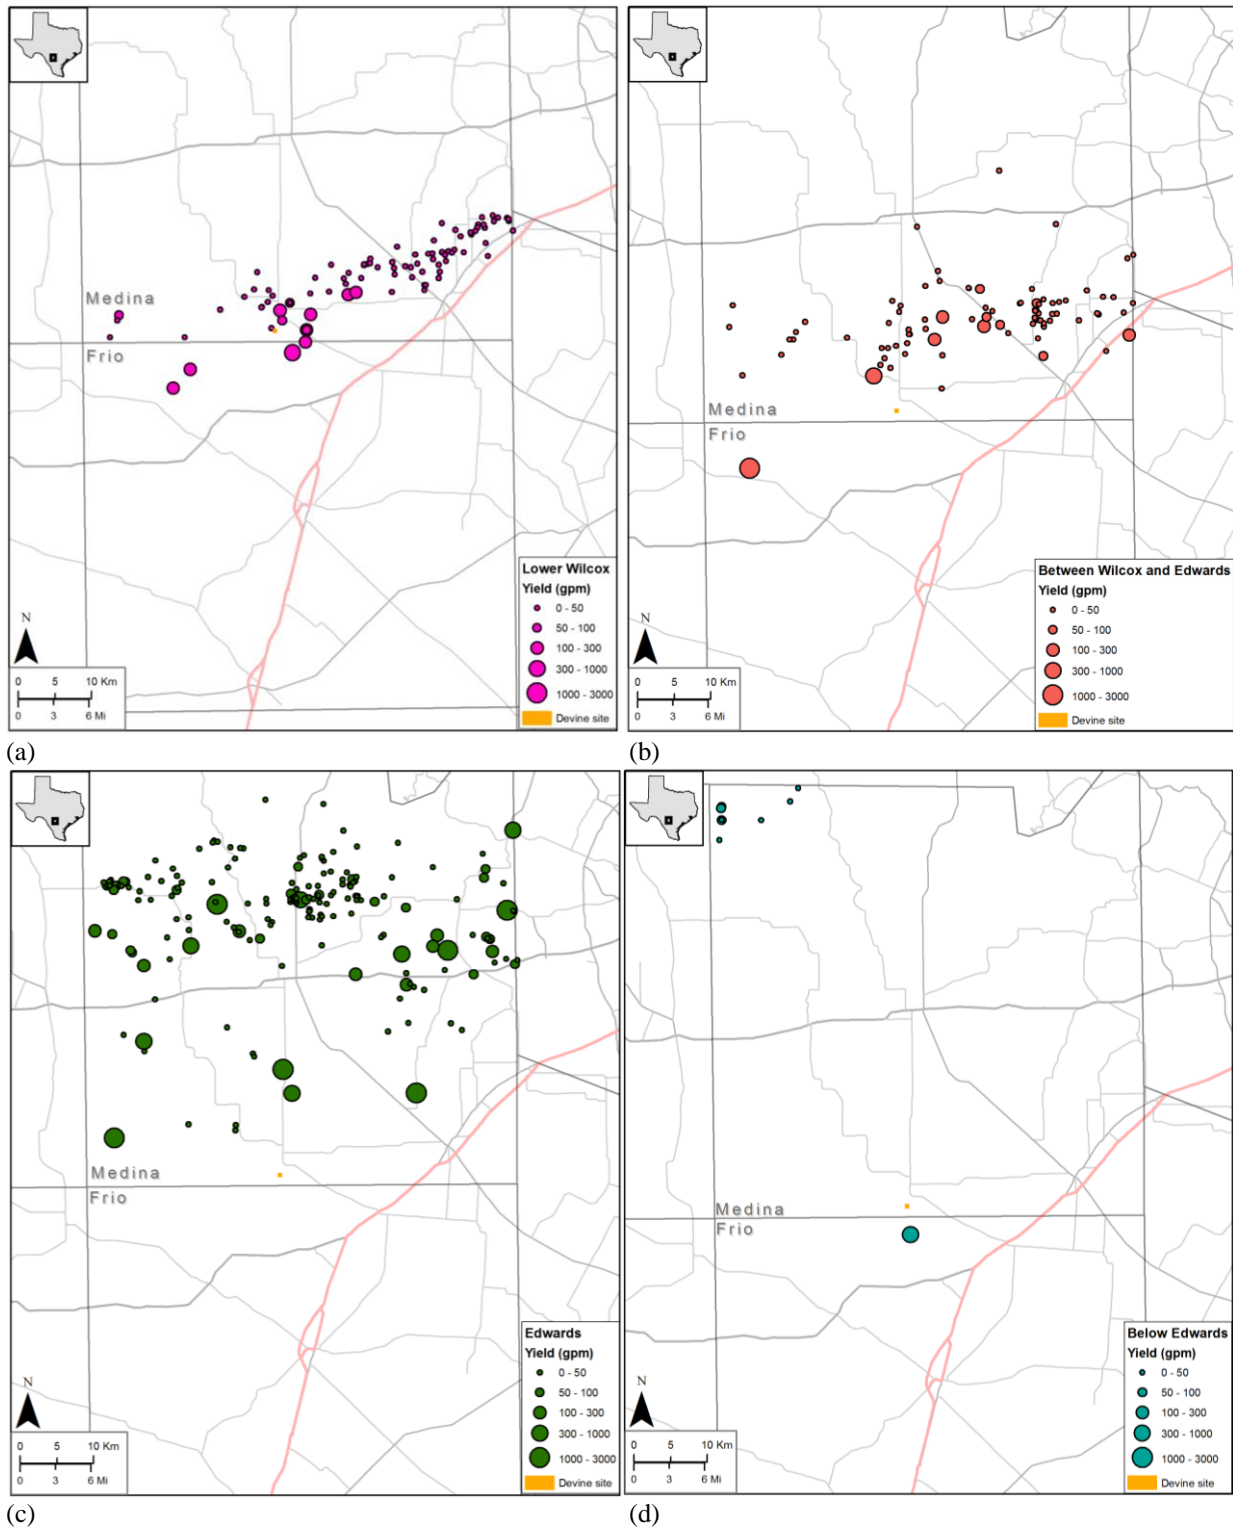 Medina
Frio
Lower Wilcox
Yield (gpm)
0 - 50
50 - 100
100 - 300
300 - 1000
1000 - 3000
Devine site
N
0 5 10 Km
0 3 6 Mi
(a)
Medina
Frio
Between Wilcox and Edwards
Yield (gpm)
0 - 50
50 - 100
100 - 300
300 - 1000
1000 - 3000
Devine site
N
0 5 10 Km
0 3 6 Mi
(b)
Medina
Frio
Edwards
Yield (gpm)
0 - 50
50 - 100
100 - 300
300 - 1000
1000 - 3000
Devine site
N
0 5 10 Km
0 3 6 Mi
(c)
Medina
Frio
Below Edwards
Yield (gpm)
0 - 50
50 - 100
100 - 300
300 - 1000
1000 - 3000
Devine site
N
0 5 10 Km
0 3 6 Mi
(d)